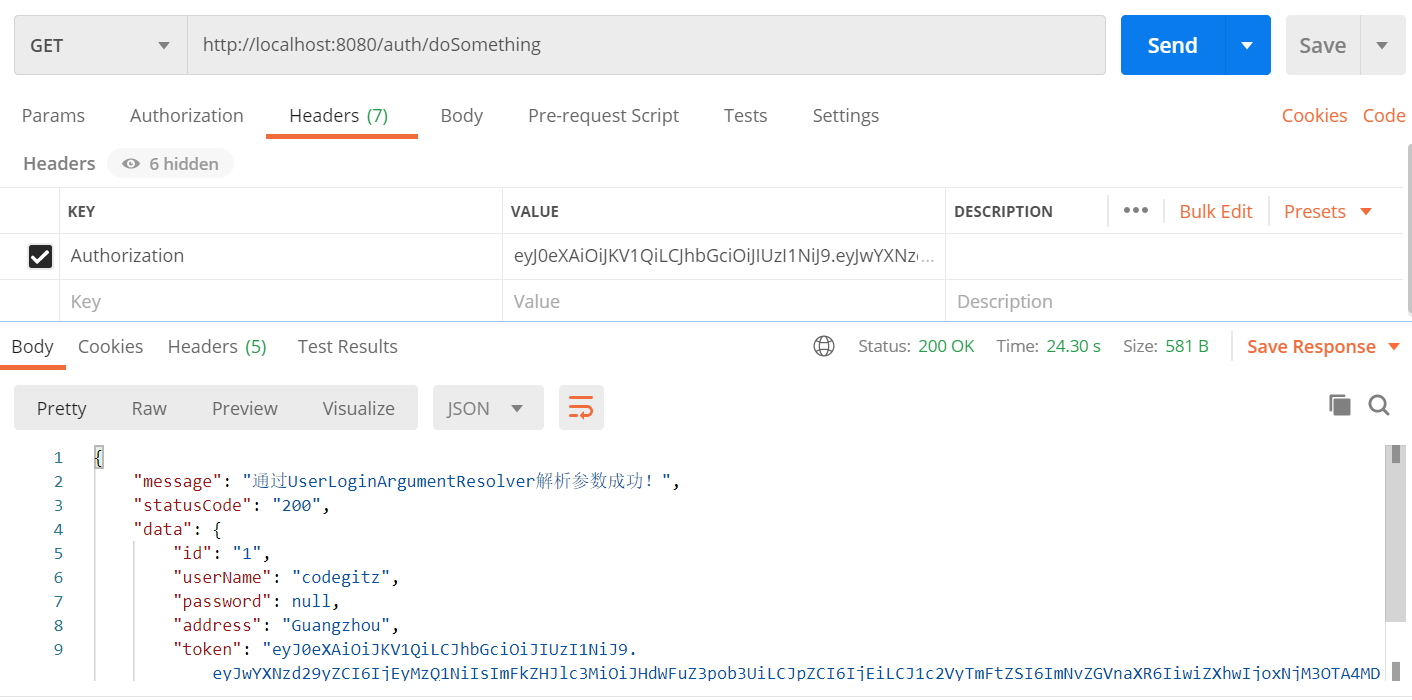 GET http://localhost:8080/auth/doSomething Send Save
Params Authorization Headers (7) Body Pre-request Script Tests Settings Cookies Code
Headers 6 hidden
KEY VALUE DESCRIPTION ••• Bulk Edit Presets
Authorization eyJ0eXAiOiJKV1QiLCJhbGciOiJIUzI1NiJ9.eyJwYXNz...
Key Value Description
Body Cookies Headers (5) Test Results Status: 200 OK Time: 24.30 s Size: 581 B Save Response
Pretty Raw Preview Visualize JSON
1 {
2 "message": "通过UserLoginArgumentResolver解析参数成功！",
3 "statusCode": "200",
4 "data": {
5 "id": "1",
6 "userName": "codegitz",
7 "password": null,
8 "address": "Guangzhou",
9 "token": "eyJ0eXAiOiJKV1QiLCJhbGciOiJIUzI1NiJ9.
eyJwYXNzd29yZCI6IjEyMzQ1NiIsImFkZHJlc3MiOiJHdWFuZ3pob3UiLCJpZCI6IjEiLCJ1c2VyTmFtZSI6ImNvZGVnaXR6IiwiZXhwIjoxNjM3OTA4MD